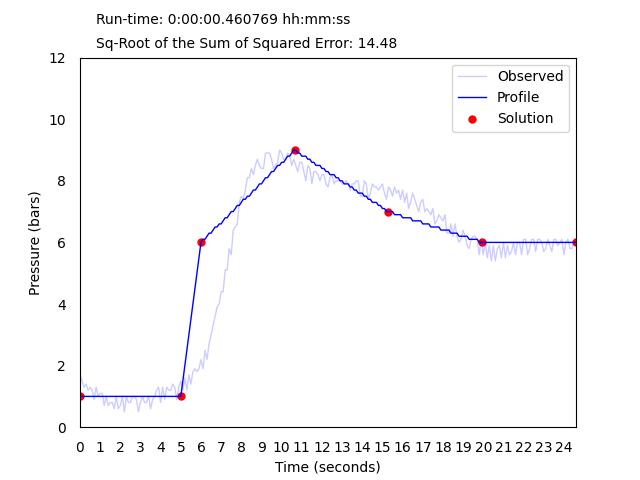 Run-time: 0:00:00.460769 hh:mm:ss
Sq-Root of the Sum of Squared Error: 14.48
Observed
Profile
Solution
12
10
8
6
4
2
0
Pressure (bars)
0 1 2 3 4 5 6 7 8 9 10 11 12 13 14 15 16 17 18 19 20 21 22 23 24
Time (seconds)